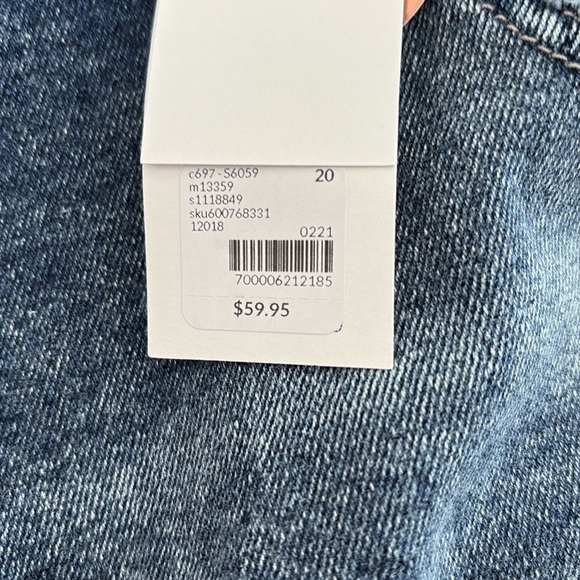 c697 - S6059 20
m13359
s1118849
sku600768331
12018 0221
700006212185
$59.95